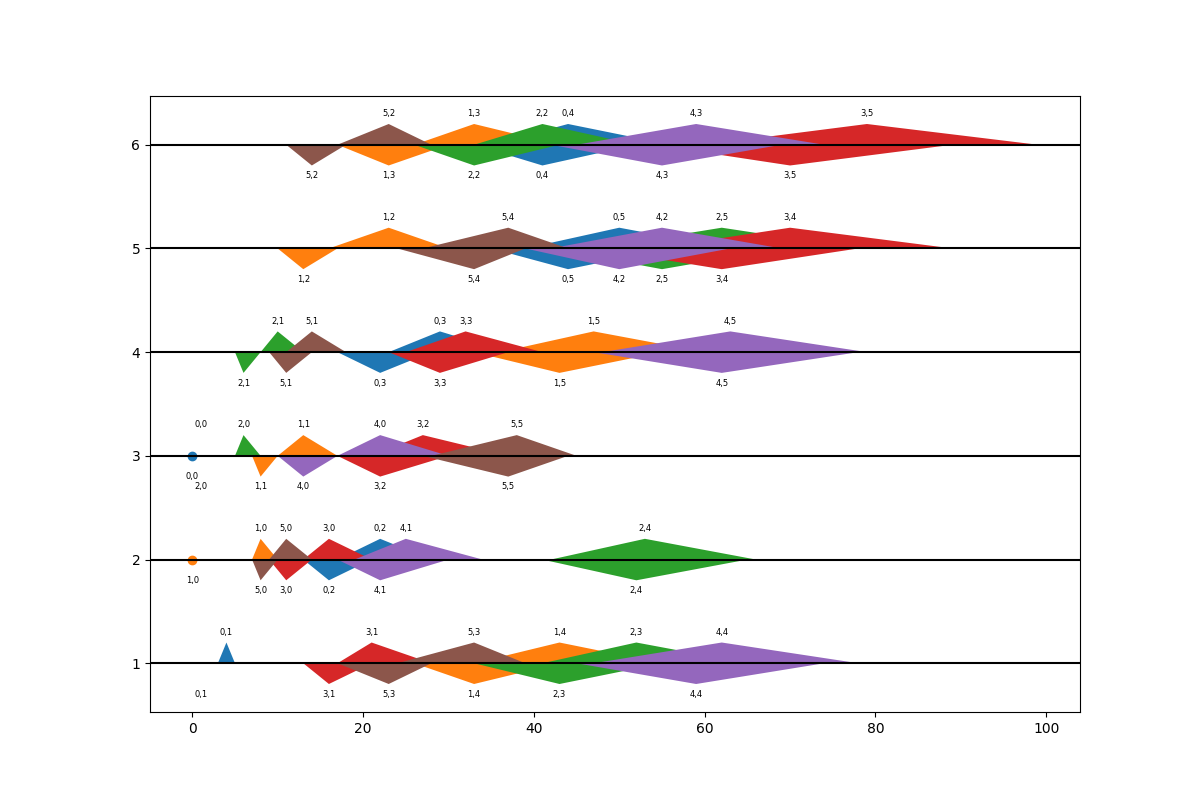 5,2 1,3 2,2 0,4 4,3 3,5
6
5,2 1,3 2,2 0,4 4,3 3,5
1,2 5,4 0,5 4,2 2,5 3,4
5
1,2 5,4 0,5 4,2 2,5 3,4
2,1 5,1 0,3 3,3 1,5 4,5
4
2,1 5,1 0,3 3,3 1,5 4,5
0,0 2,0 1,1 4,0 3,2 5,5
3
0,0
2,0 1,1 4,0 3,2 5,5
1,0 5,0 3,0 0,2 4,1 2,4
2
1,0
5,0 3,0 0,2 4,1 2,4
0,1 3,1 5,3 1,4 2,3 4,4
1
0,1 3,1 5,3 1,4 2,3 4,4
0 20 40 60 80 100